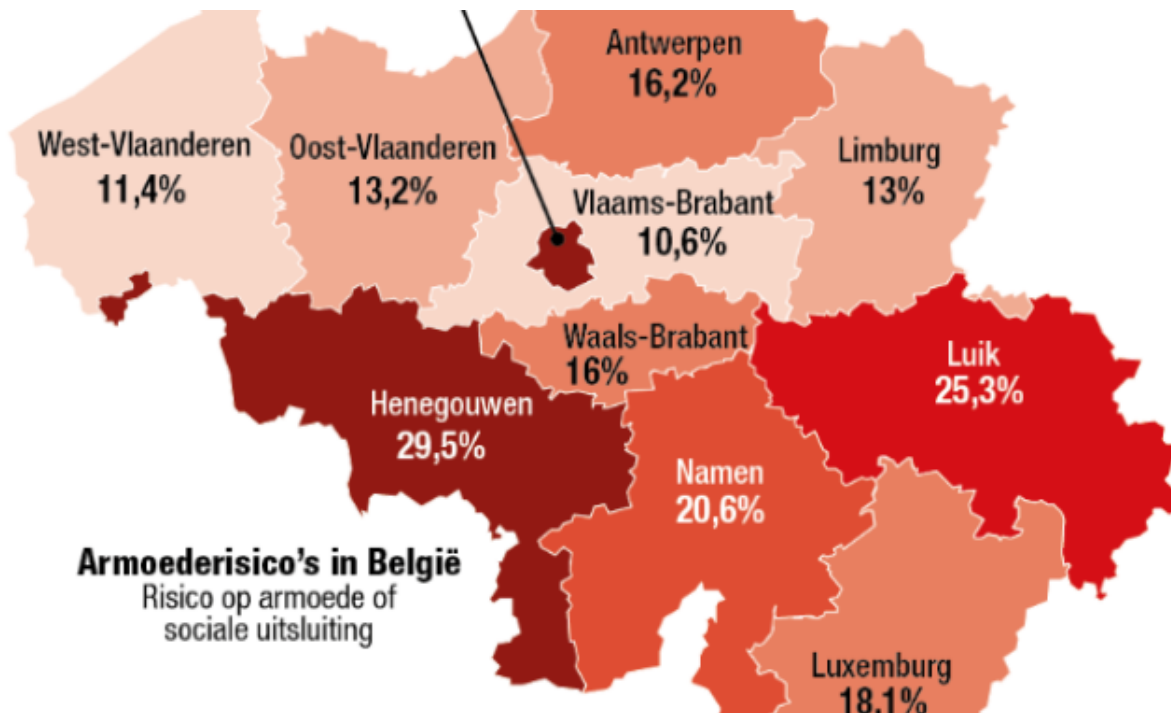 Antwerpen
16,2%
West-Vlaanderen
11,4%
Oost-Vlaanderen
13,2%
Limburg
13%
Vlaams-Brabant
10,6%
Waals-Brabant
16%
Luik
25,3%
Henegouwen
29,5%
Namen
20,6%
Armoederisico's in België
Risico op armoede of
sociale uitsluiting
Luxemburg
18,1%